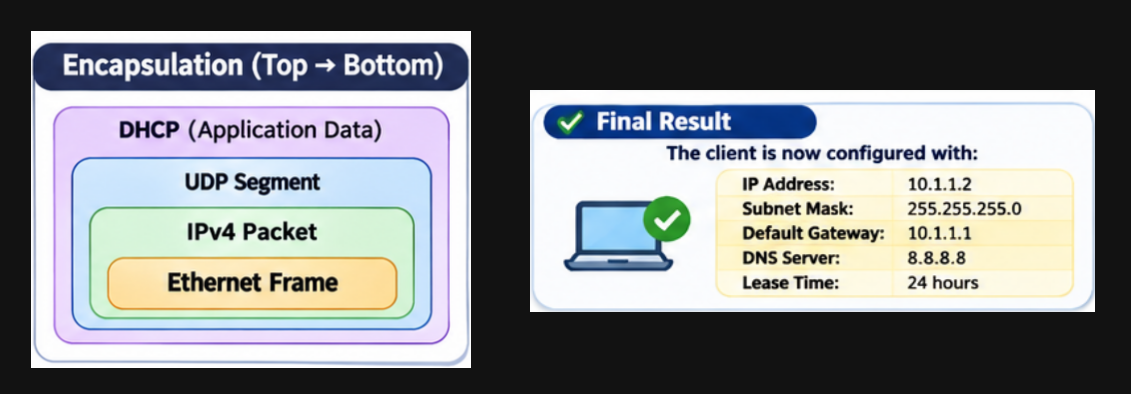 Encapsulation (Top → Bottom)
DHCP (Application Data)
UDP Segment
IPv4 Packet
Ethernet Frame
Final Result
The client is now configured with:
IP Address: 10.1.1.2
Subnet Mask: 255.255.255.0
Default Gateway: 10.1.1.1
DNS Server: 8.8.8.8
Lease Time: 24 hours